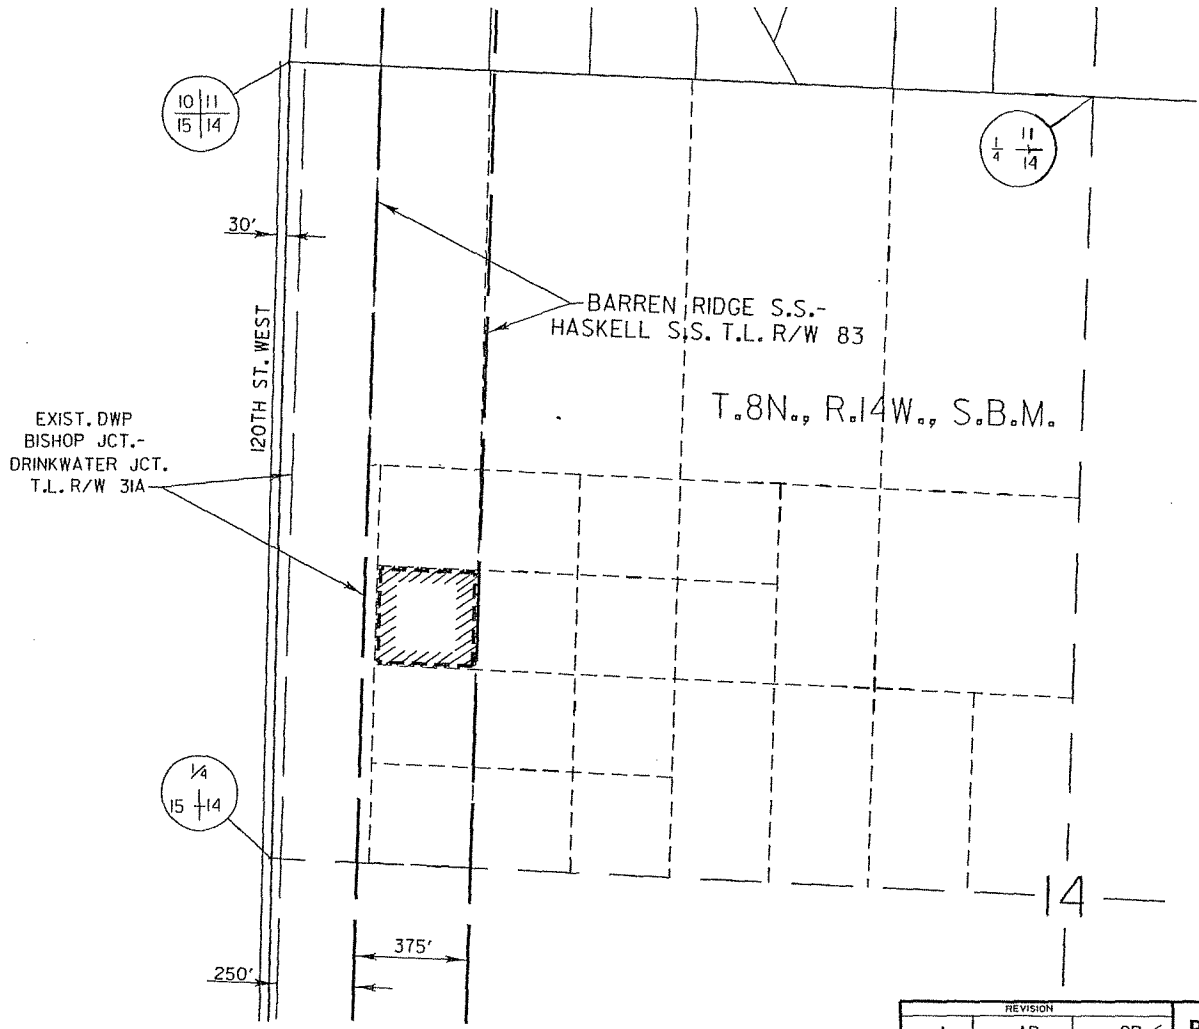 10 11
15 14
1/4 11
14
30'
BARREN RIDGE S.S.-
HASKELL S.S. T.L. R/W 83
120TH ST. WEST
T.8N., R.14W., S.B.M.
EXIST. DWP
BISHOP JCT.-
DRINKWATER JCT.
T.L. R/W 31A
1/4
15 14
14
375'
250'
REVISION